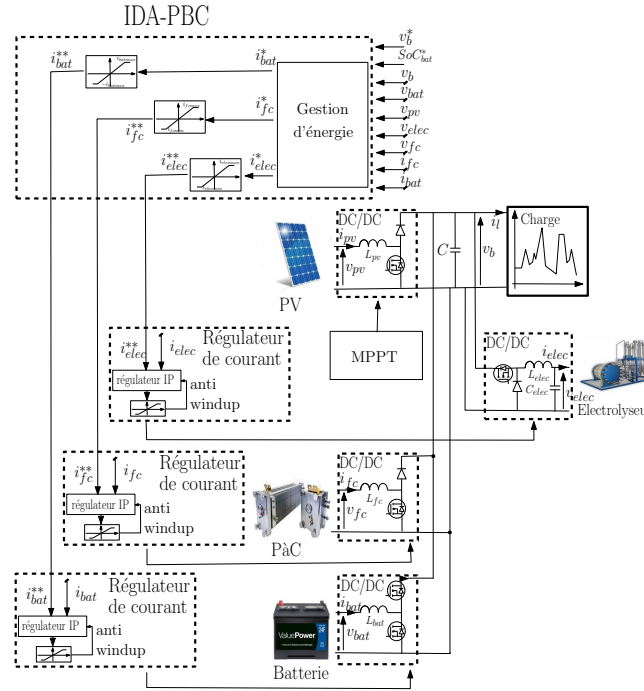 IDA-PBC
i**bat
i*bat
v*b
SoC*bat
vb
vbat
vpv
velec
vfc
ifc
ibat
Gestion
d'énergie
i**fc
i*fc
i**elec
i*elec
DC/DC
il
Charge
ipv
Lpv
vpv
C
vb
PV
MPPT
Régulateur
de courant
i**elec
ielec
régulateur IP
anti
windup
DC/DC
ielec
Lelec
Celec
velec
Electrolyseur
Régulateur
de courant
i**fc
ifc
régulateur IP
anti
windup
DC/DC
ifc
Lfc
vfc
PàC
Régulateur
de courant
i**bat
ibat
régulateur IP
anti
windup
DC/DC
ibat
Lbat
vbat
ValuePower
Batterie